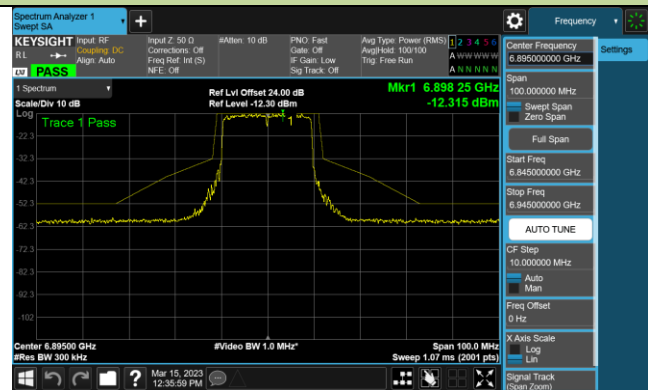 Spectrum Analyzer 1
Swept SA
Frequency
KEYSIGHT
Input: RF
Input Z: 50 Ω
#Atten: 10 dB
PNO: Fast
Avg Type: Power (RMS)
1 2 3 4 5 6
RL
Coupling: DC
Corrections: Off
Gate: Off
Avg|Hold: 100/100
A W W W W W
Align: Auto
Freq Ref: Int (S)
IF Gain: Low
Trig: Free Run
LXI
PASS
NFE: Off
Sig Track: Off
A N N N N N
1 Spectrum
Scale/Div 10 dB
Ref Lvl Offset 24.00 dB
Ref Level -12.30 dBm
Mkr1 6.898 25 GHz
-12.315 dBm
Log
Trace 1 Pass
1
-22.3
-32.3
-42.3
-52.3
-62.3
-72.3
-82.3
-92.3
-102
Center 6.89500 GHz
#Video BW 1.0 MHz*
Span 100.0 MHz
#Res BW 300 kHz
Sweep 1.07 ms (2001 pts)
Mar 15, 2023
12:35:59 PM
Center Frequency
6.895000000 GHz
Settings
Span
100.000000 MHz
Swept Span
Zero Span
Full Span
Start Freq
6.845000000 GHz
Stop Freq
6.945000000 GHz
AUTO TUNE
CF Step
10.000000 MHz
Auto
Man
Freq Offset
0 Hz
X Axis Scale
Log
Lin
Signal Track
(Span Zoom)